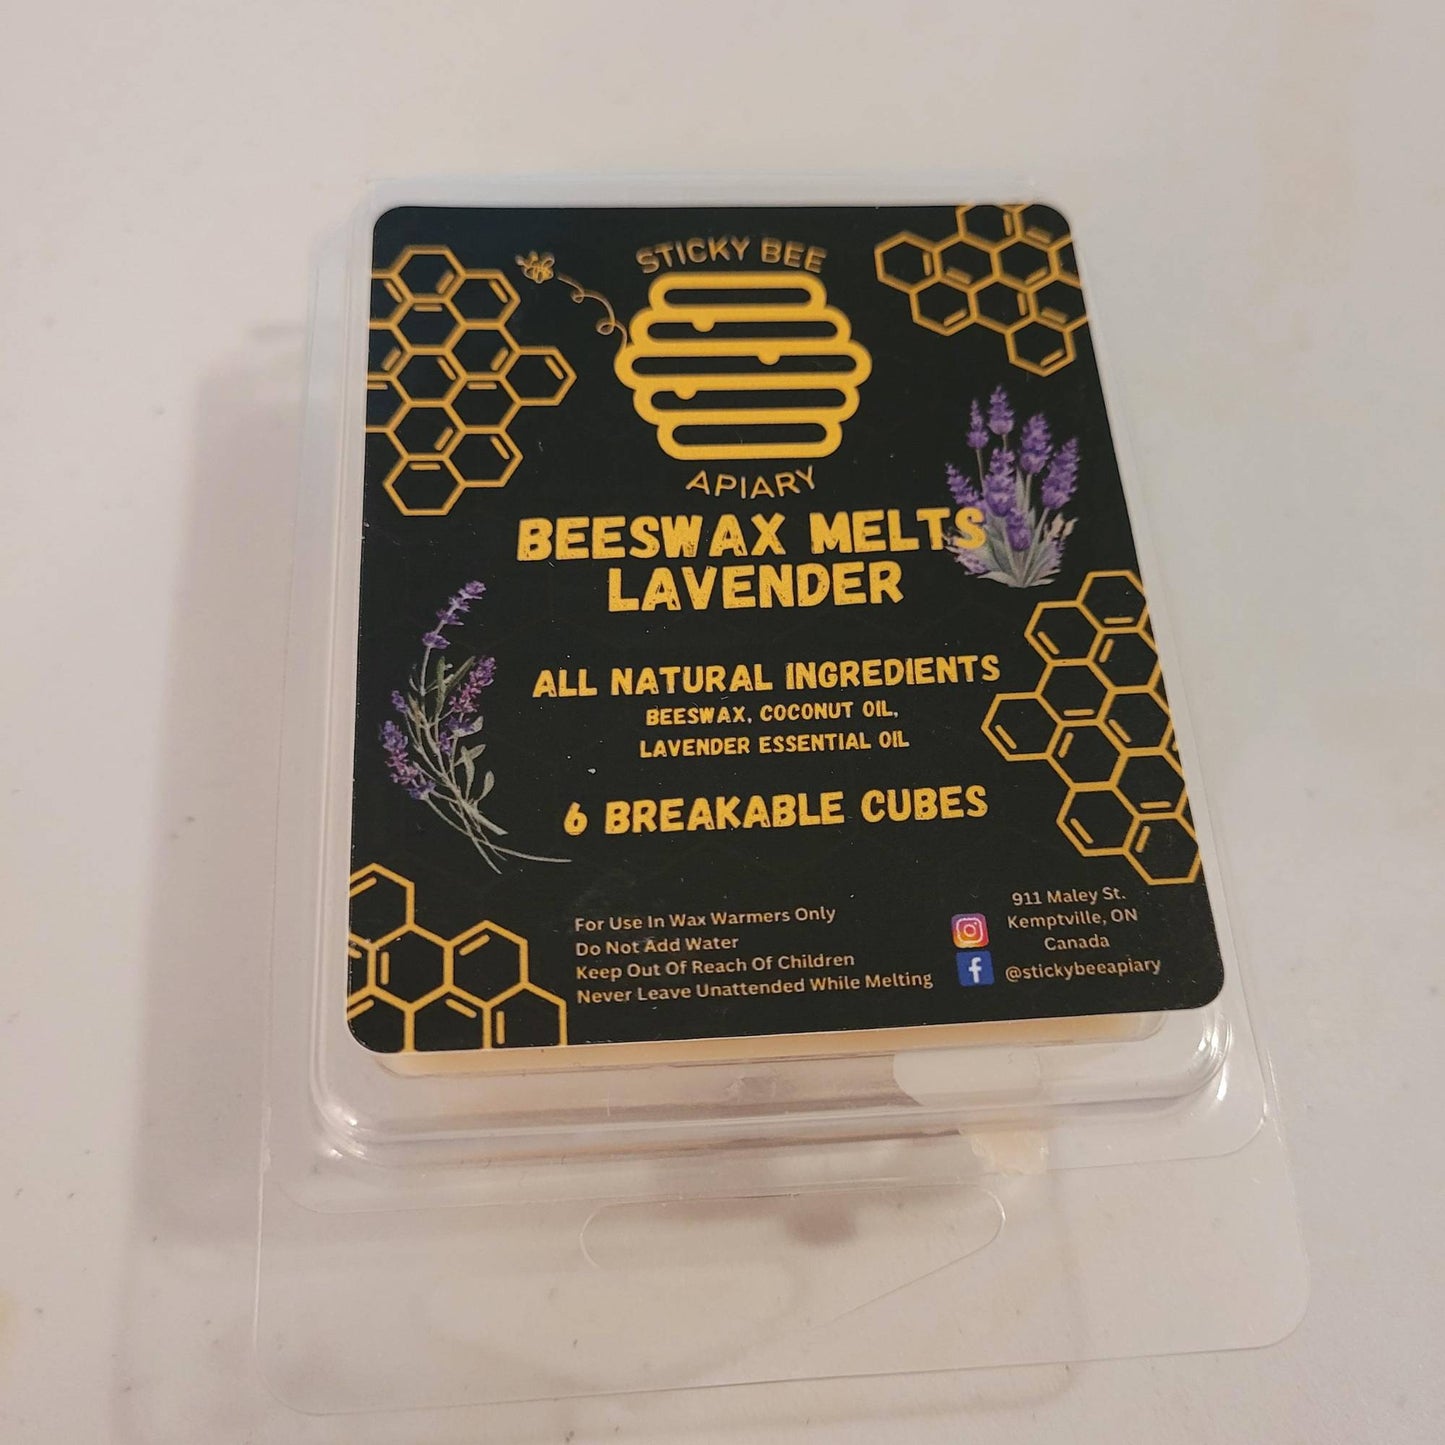 STICKY BEE
APIARY
BEESWAX MELTS
LAVENDER
ALL NATURAL INGREDIENTS
BEESWAX, COCONUT OIL,
LAVENDER ESSENTIAL OIL
6 BREAKABLE CUBES
For Use In Wax Warmers Only
Do Not Add Water
Keep Out Of Reach Of Children
Never Leave Unattended While Melting
911 Maley St.
Kemptville, ON
Canada
@stickybeeapiary